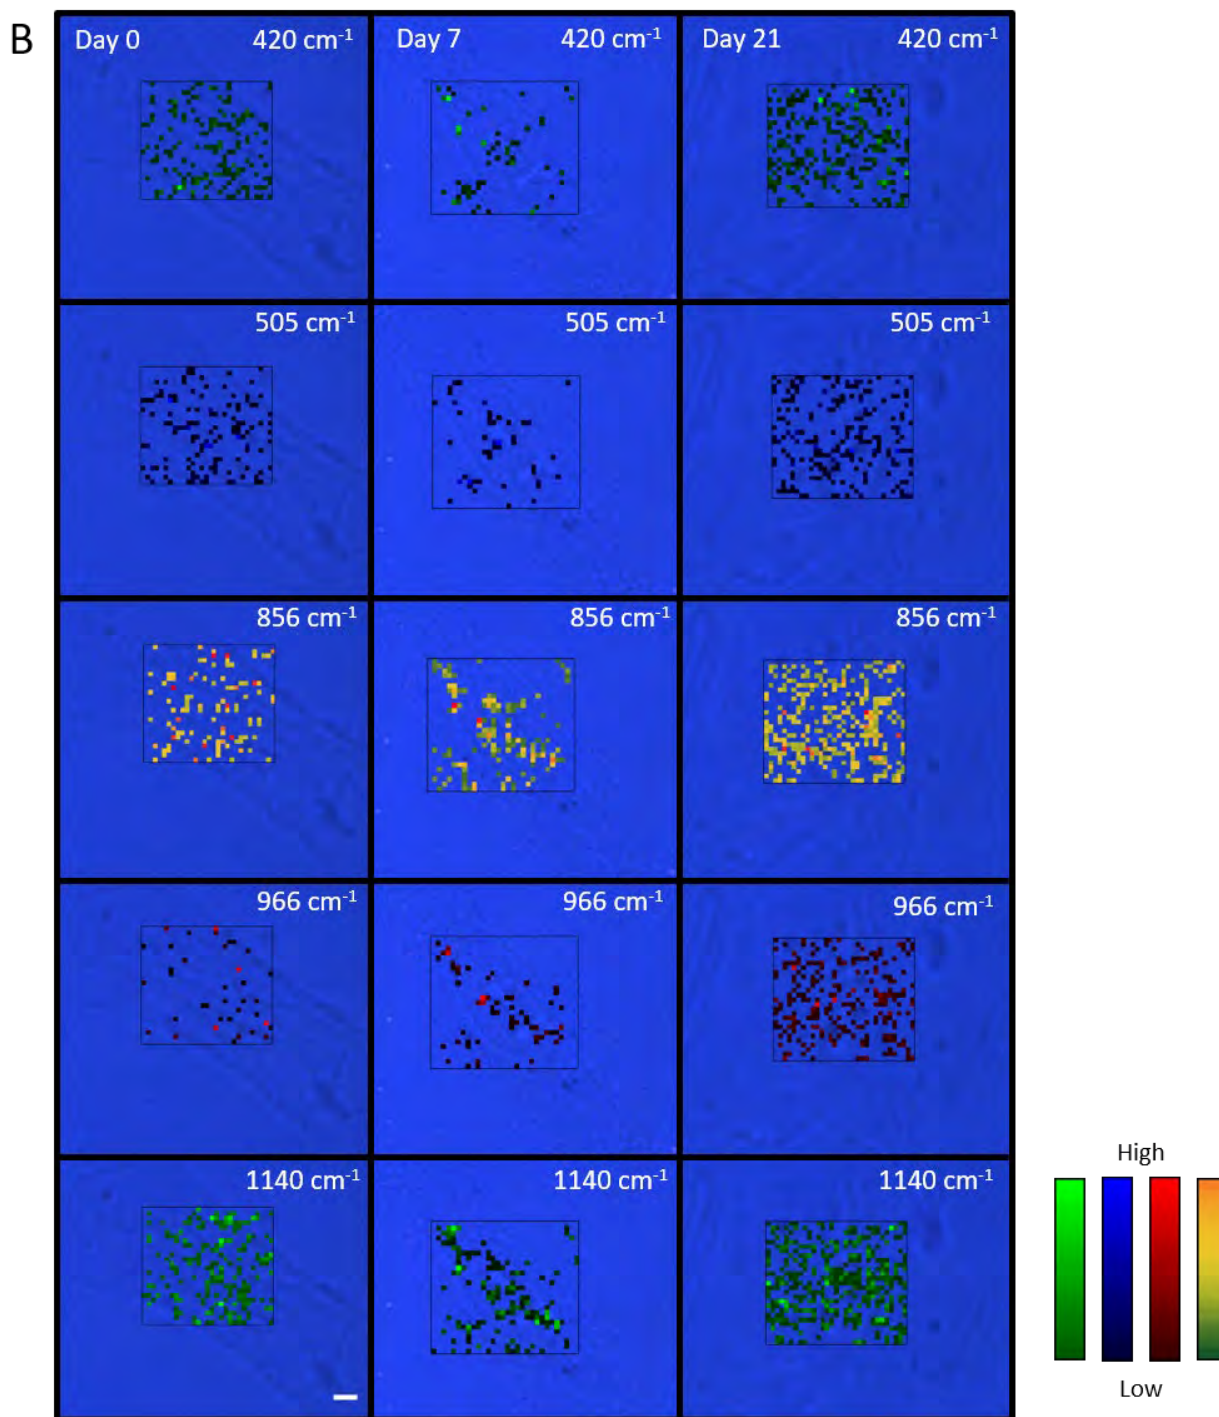 B
Day 0 420 cm⁻¹ Day 7 420 cm⁻¹ Day 21 420 cm⁻¹
505 cm⁻¹ 505 cm⁻¹ 505 cm⁻¹
856 cm⁻¹ 856 cm⁻¹ 856 cm⁻¹
966 cm⁻¹ 966 cm⁻¹ 966 cm⁻¹
1140 cm⁻¹ 1140 cm⁻¹ 1140 cm⁻¹
High
Low